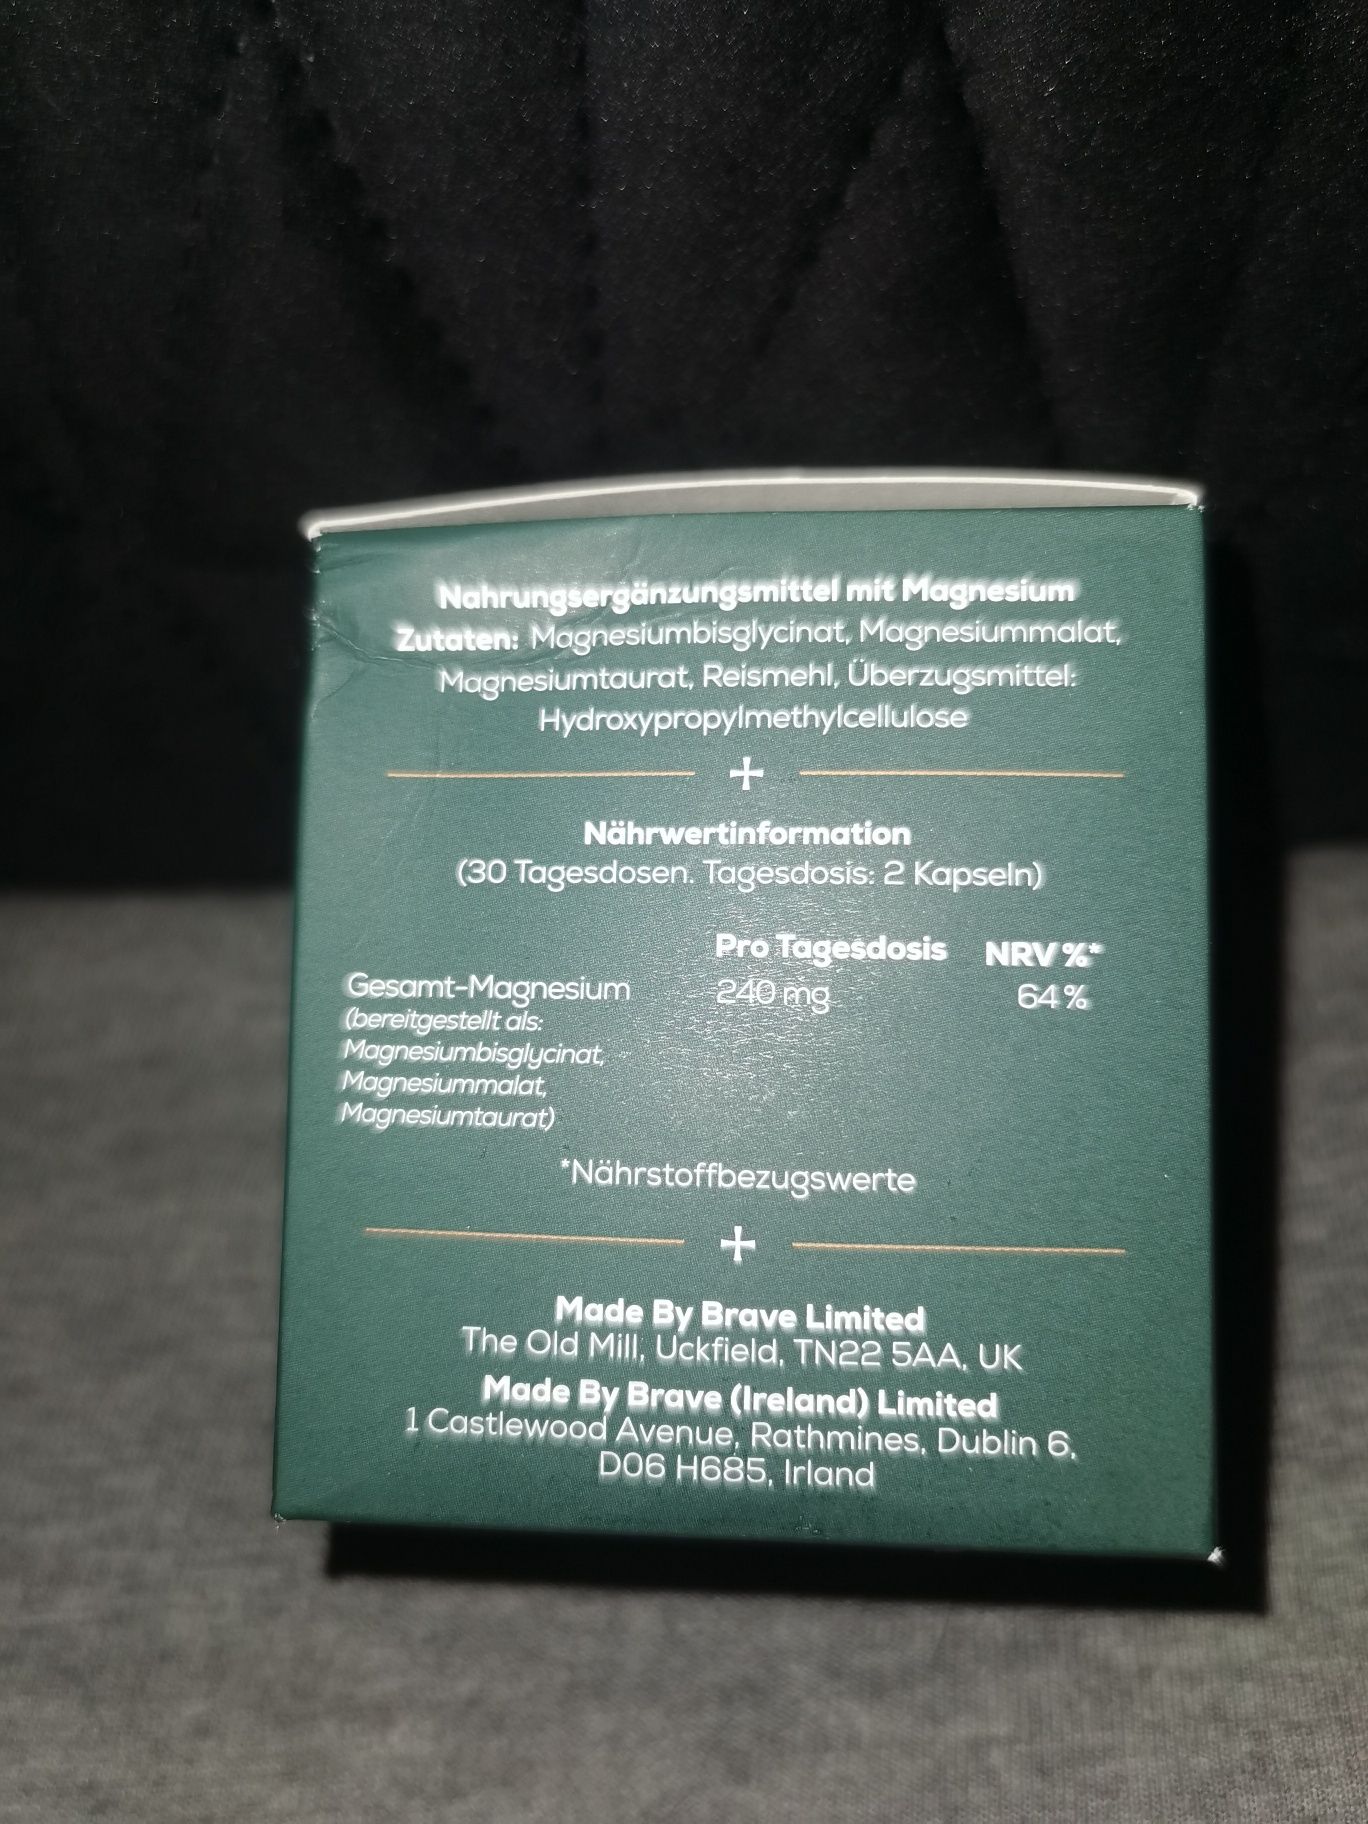 Nahrungsergänzungsmittel mit Magnesium
Zutaten: Magnesiumbisglycinat, Magnesiummalat,
Magnesiumtaurat, Reismehl, Überzugsmittel:
Hydroxypropylmethylcellulose
Nährwertinformation
(30 Tagesdosen. Tagesdosis: 2 Kapseln)
Pro Tagesdosis NRV %*
Gesamt-Magnesium 240 mg 64 %
(bereitgestellt als:
Magnesiumbisglycinat,
Magnesiummalat,
Magnesiumtaurat)
*Nährstoffbezugswerte
Made By Brave Limited
The Old Mill, Uckfield, TN22 5AA, UK
Made By Brave (Ireland) Limited
1 Castlewood Avenue, Rathmines, Dublin 6,
D06 H685, Irland